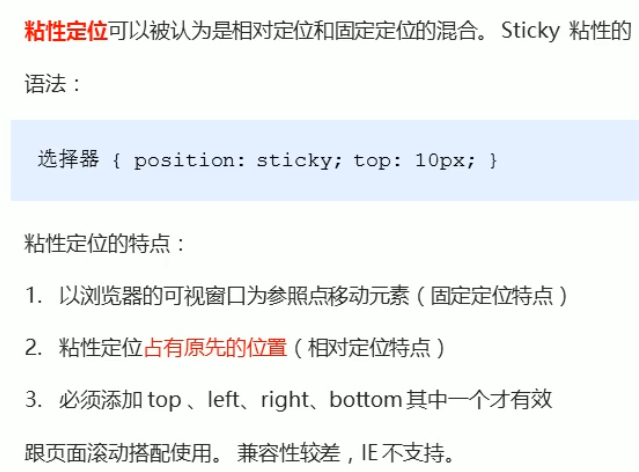 粘性定位可以被认为是相对定位和固定定位的混合。 Sticky 粘性的
语法：
选择器 { position: sticky; top: 10px; }
粘性定位的特点：
1. 以浏览器的可视窗口为参照点移动元素（固定定位特点）
2. 粘性定位占有原先的位置（相对定位特点）
3. 必须添加 top 、left、right、bottom 其中一个才有效
跟页面滚动搭配使用。 兼容性较差，IE 不支持。